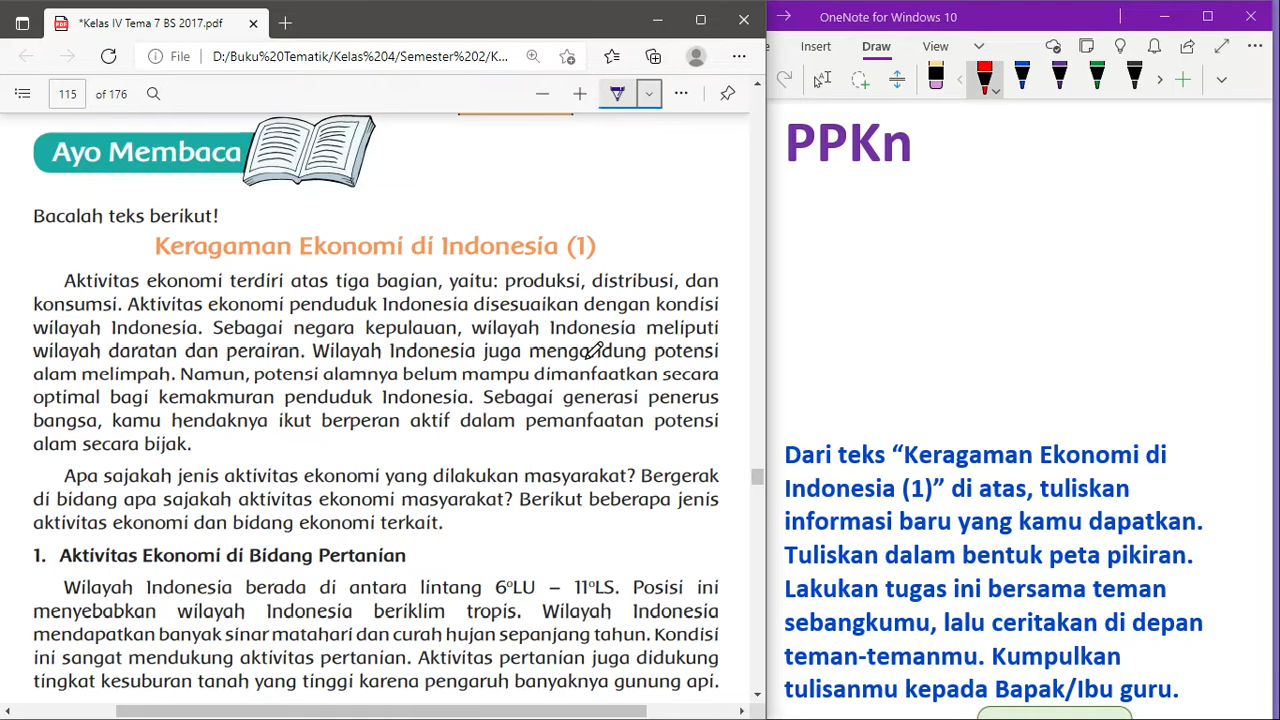 *Kelas IV Tema 7 BS 2017.pdf
File
D:/Buku%20Tematik/Kelas%204/Semester%202/K...
115 of 176
Ayo Membaca
Bacalah teks berikut!
Keragaman Ekonomi di Indonesia (1)
Aktivitas ekonomi terdiri atas tiga bagian, yaitu: produksi, distribusi, dan
konsumsi. Aktivitas ekonomi penduduk Indonesia disesuaikan dengan kondisi
wilayah Indonesia. Sebagai negara kepulauan, wilayah Indonesia meliputi
wilayah daratan dan perairan. Wilayah Indonesia juga mengandung potensi
alam melimpah. Namun, potensi alamnya belum mampu dimanfaatkan secara
optimal bagi kemakmuran penduduk Indonesia. Sebagai generasi penerus
bangsa, kamu hendaknya ikut berperan aktif dalam pemanfaatan potensi
alam secara bijak.
Apa sajakah jenis aktivitas ekonomi yang dilakukan masyarakat? Bergerak
di bidang apa sajakah aktivitas ekonomi masyarakat? Berikut beberapa jenis
aktivitas ekonomi dan bidang ekonomi terkait.
1. Aktivitas Ekonomi di Bidang Pertanian
Wilayah Indonesia berada di antara lintang 6°LU – 11°LS. Posisi ini
menyebabkan wilayah Indonesia beriklim tropis. Wilayah Indonesia
mendapatkan banyak sinar matahari dan curah hujan sepanjang tahun. Kondisi
ini sangat mendukung aktivitas pertanian. Aktivitas pertanian juga didukung
tingkat kesuburan tanah yang tinggi karena pengaruh banyaknya gunung api.
OneNote for Windows 10
Insert Draw View
PPKn
Dari teks “Keragaman Ekonomi di
Indonesia (1)” di atas, tuliskan
informasi baru yang kamu dapatkan.
Tuliskan dalam bentuk peta pikiran.
Lakukan tugas ini bersama teman
sebangkumu, lalu ceritakan di depan
teman-temanmu. Kumpulkan
tulisanmu kepada Bapak/Ibu guru.